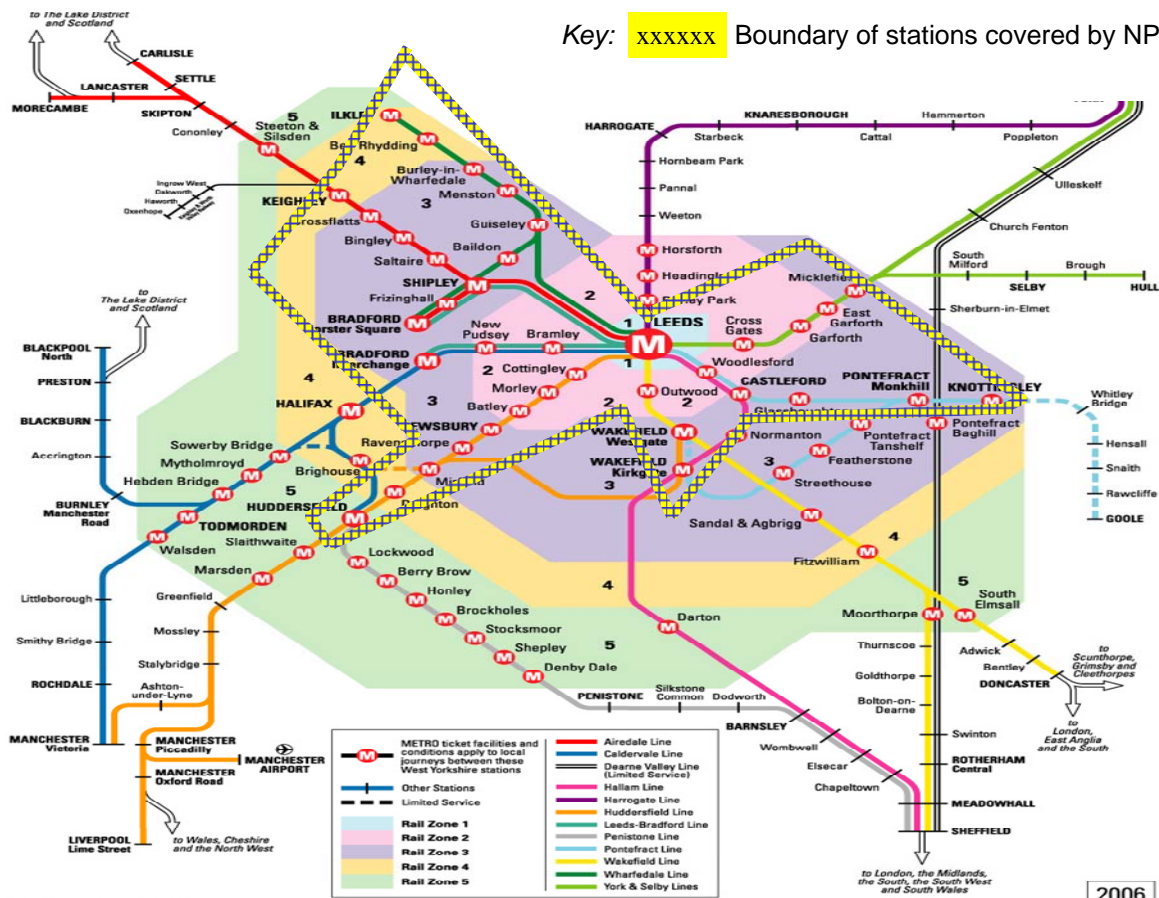 to The Lake District
and Scotland
Key: xxxxxx Boundary of stations covered by NP
CARLISLE
SETTLE
LANCASTER
MORECAMBE
SKIPTON
Cononley
5
Steeton &
Silsden
4
Ben Rhydding
Burley-in-
Wharfedale
Menston
3
Guiseley
Ingrow West
Oakworth
Haworth
Oxenhope
KEIGHLEY
Crossflatts
Bingley
Saltaire
Baildon
SHIPLEY
Frizinghall
BRADFORD
HARROGATE
Starbeck
KNARESBOROUGH
Cattal
Hammerton
Poppleton
Hornbeam Park
Pannal
Weeton
Horsforth
Ulleskelf
Church Fenton
South
Milford
SELBY
Brough
HULL
Sherburn-in-Elmet
2
1
LEEDS
M
1
Cross
Gates
East
Garforth
Garforth
3
New
Pudsey
Bramley
BRADFORD
2
Cottingley
Morley
Batley
3
2
Outwood
2
Woodlesford
CASTLEFORD
PONTEFRACT
Monkhill
Whitley
Bridge
Hensall
Snaith
Rawcliffe
GOOLE
Normanton
Pontefract
Tanshelf
Pontefract
Baghill
Featherstone
Streethouse
3
WAKEFIELD
Westgate
WAKEFIELD
Kirkgate
3
Sandal & Agbrigg
Fitzwilliam
4
5
South
Elmsall
Moorthorpe
Adwick
Bentley
DONCASTER
to
Scunthorpe,
Grimsby and
Cleethorpes
to
London,
East Anglia
and the South
Thurnscoe
Goldthorpe
Bolton-on-
Dearne
Swinton
ROTHERHAM
Central
MEADOWHALL
SHEFFIELD
to London, the Midlands,
the South, the South West
and South Wales
to
The Lake District
and Scotland
BLACKPOOL
North
PRESTON
BLACKBURN
Accrington
BURNLEY
Manchester
Road
4
HALIFAX
Sowerby Bridge
Mytholmroyd
Hebden Bridge
TODMORDEN
Walsden
Brighouse
5
Slaithwaite
Marsden
Greenfield
Mossley
Stalybridge
Ashton-
under-Lyne
Littleborough
Smithy Bridge
ROCHDALE
MANCHESTER
Victoria
MANCHESTER
Piccadilly
MANCHESTER
AIRPORT
MANCHESTER
Oxford Road
LIVERPOOL
Lime Street
to Wales, Cheshire
and the North West
Lockwood
Berry Brow
Honley
Brockholes
Stocksmoor
Shepley
Denby Dale
4
5
Darton
PENISTONE
Silkstone
Common
Dodworth
BARNSLEY
Wombwell
Elsecar
Chapeltown
METRO ticket facilities and
conditions apply to local
journeys between these
West Yorkshire stations
Other Stations
Limited Service
Rail Zone 1
Rail Zone 2
Rail Zone 3
Rail Zone 4
Rail Zone 5
Airedale Line
Caldervale Line
Dearne Valley Line
(Limited Service)
Hallam Line
Harrogate Line
Huddersfield Line
Leeds-Bradford Line
Penistone Line
Pontefract Line
Wakefield Line
Wharfedale Line
York & Selby Lines
2006